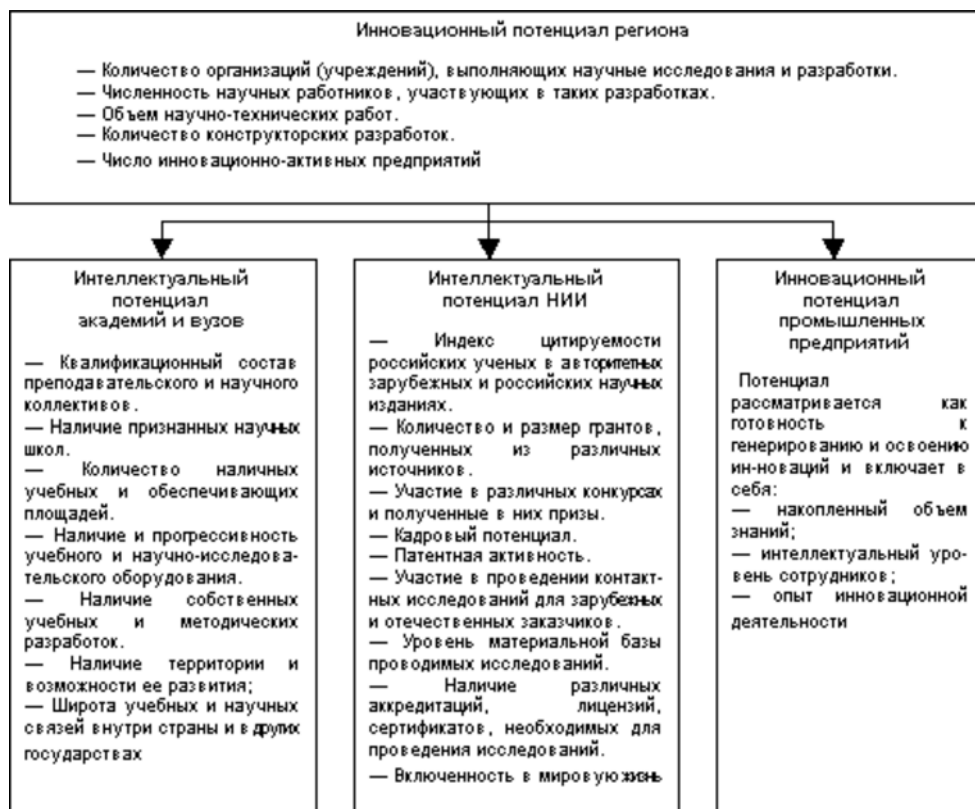 Инновационный потенциал региона
— Количество организаций (учреждений), выполняющих научные исследования и разработки.
— Численность научных работников, участвующих в таких разработках.
— Объем научно-технических работ.
— Количество конструкторских разработок.
— Число инновационно-активных предприятий
Интеллектуальный
потенциал
академий и вузов
— Квалификационный состав
преподавательского и научного
коллективов.
— Наличие признанных научных
школ.
— Количество наличных
учебных и обеспечивающих
площадей.
— Наличие и прогрессивность
учебного и научно-исследова-
тельского оборудования.
— Наличие собственных
учебных и методических
разработок.
— Наличие территории и
возможности ее развития;
— Широта учебных и научных
связей внутри страны и в других
государствах
Интеллектуальный
потенциал НИИ
— Индекс цитируемости
российских ученых в авторитетных
зарубежных и российских научных
изданиях.
— Количество и размер грантов,
полученных из различных
источников.
— Участие в различных конкурсах
и полученные в них призы.
— Кадровый потенциал.
— Патентная активность.
— Участие в проведении контакт-
ных исследований для зарубежных
и отечественных заказчиков.
— Уровень материальной базы
проводимых исследований.
— Наличие различных
аккредитаций, лицензий,
сертификатов, необходимых для
проведения исследований.
— Включенность в мировую жизнь
Инновационный
потенциал
промышленных
предприятий
Потенциал
рассматривается как
готовность к
генерированию и освоению
ин-новаций и включает в
себя:
— накопленный объем
знаний;
— интеллектуальный уро-
вень сотрудников;
— опыт инновационной
деятельности